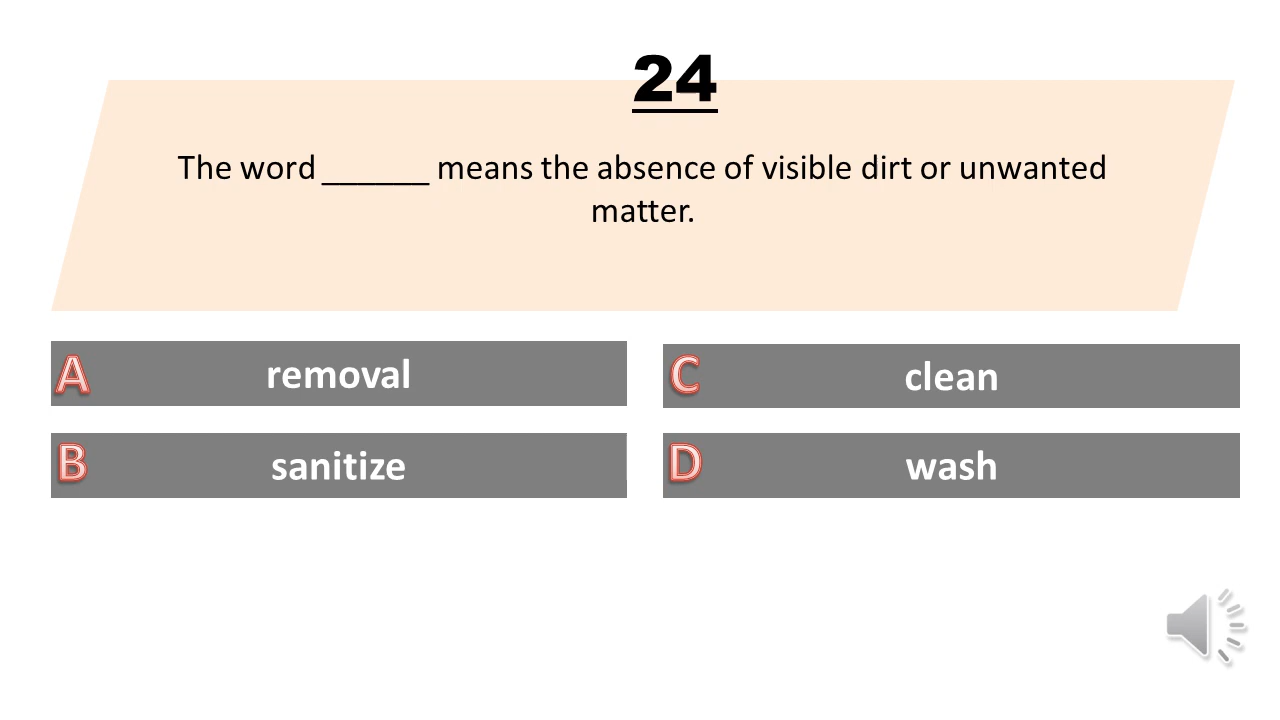 24
The word ______ means the absence of visible dirt or unwanted
matter.
A removal
C clean
B sanitize
D wash